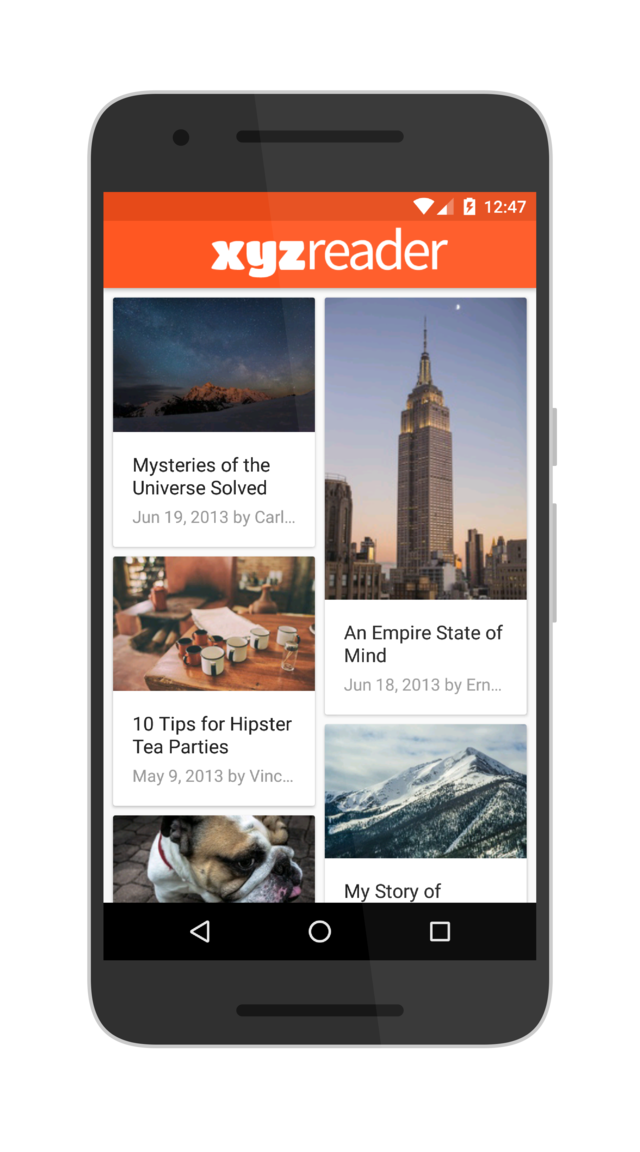 12:47
xyzreader
Mysteries of the
Universe Solved
Jun 19, 2013 by Carl...
An Empire State of
Mind
Jun 18, 2013 by Ern...
10 Tips for Hipster
Tea Parties
May 9, 2013 by Vinc...
My Story of